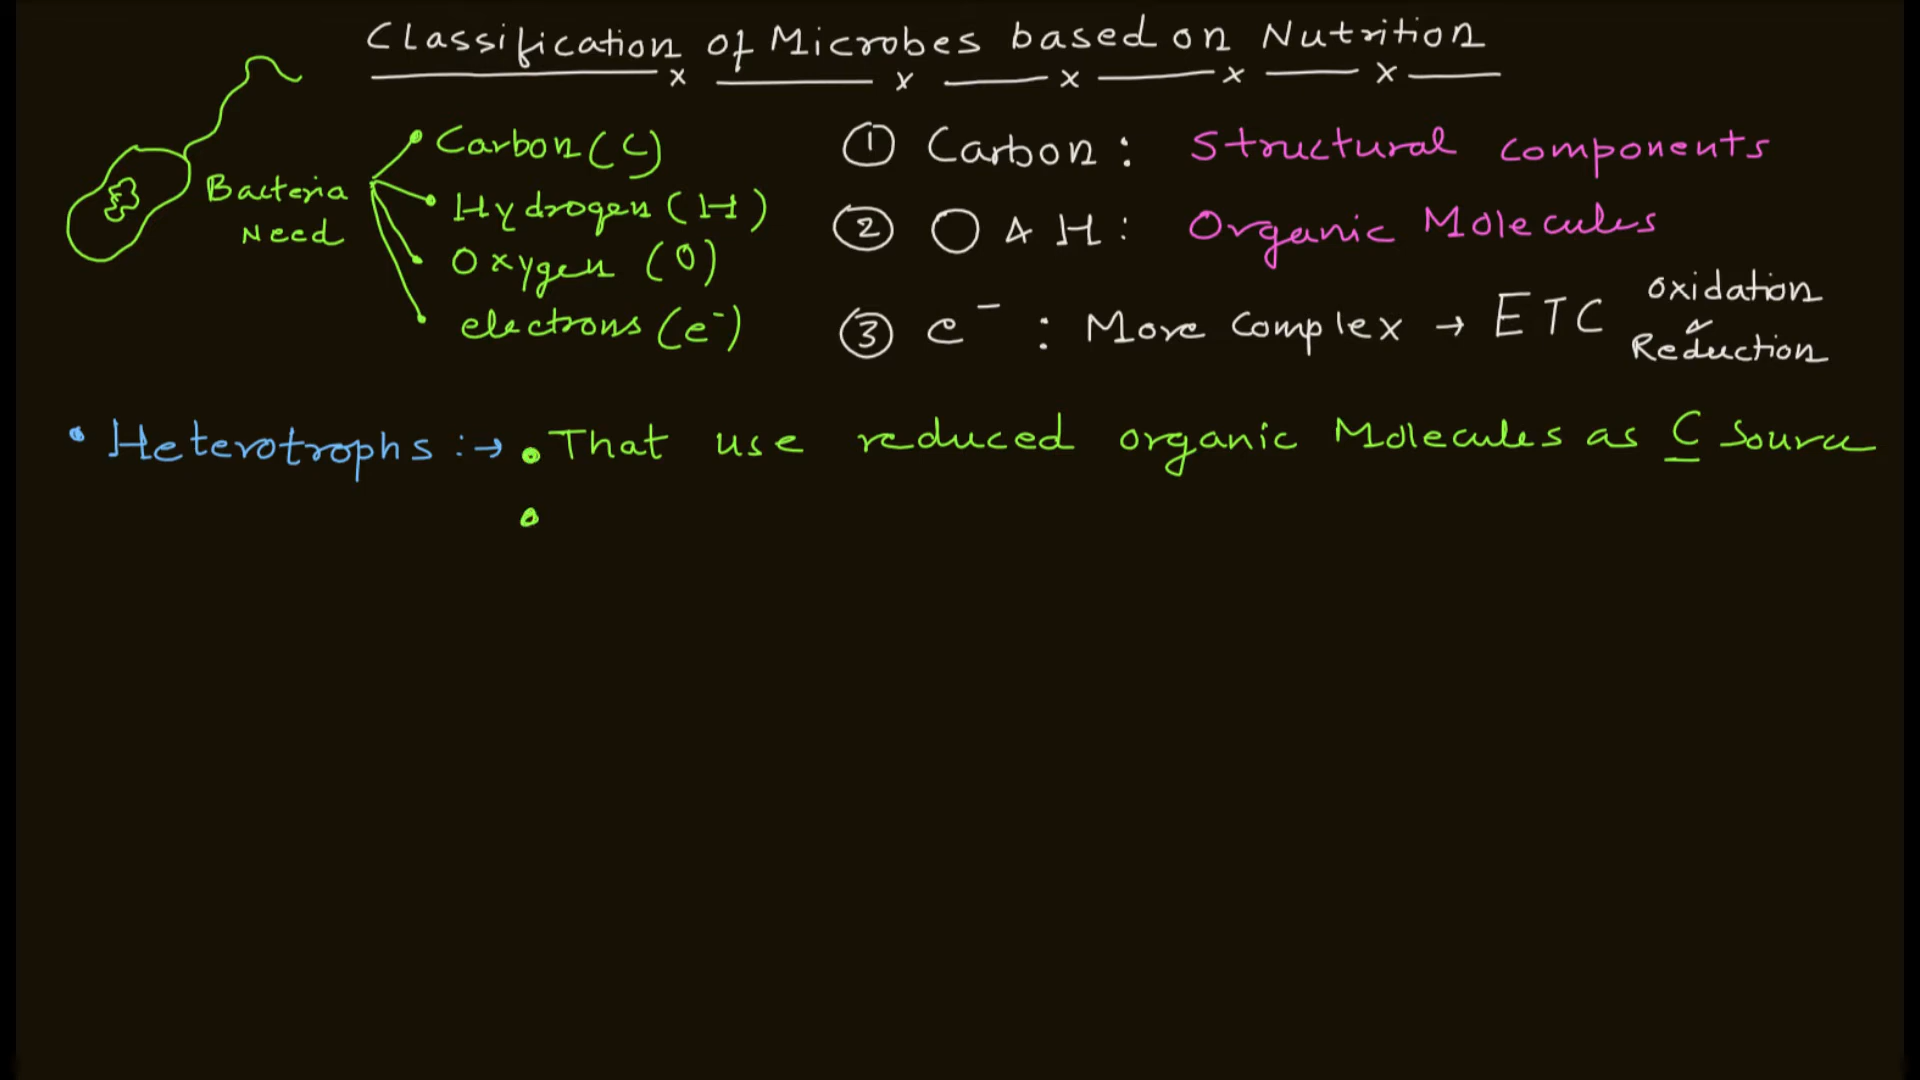 Classification of Microbes based on Nutrition
Bacteria Need
Carbon (C)
Hydrogen (H)
Oxygen (O)
electrons (e⁻)
① Carbon: Structural components
② O & H: Organic Molecules
③ e⁻ : More Complex → ETC oxidation & Reduction
• Heterotrophs :→ • That use reduced organic Molecules as C Source
•